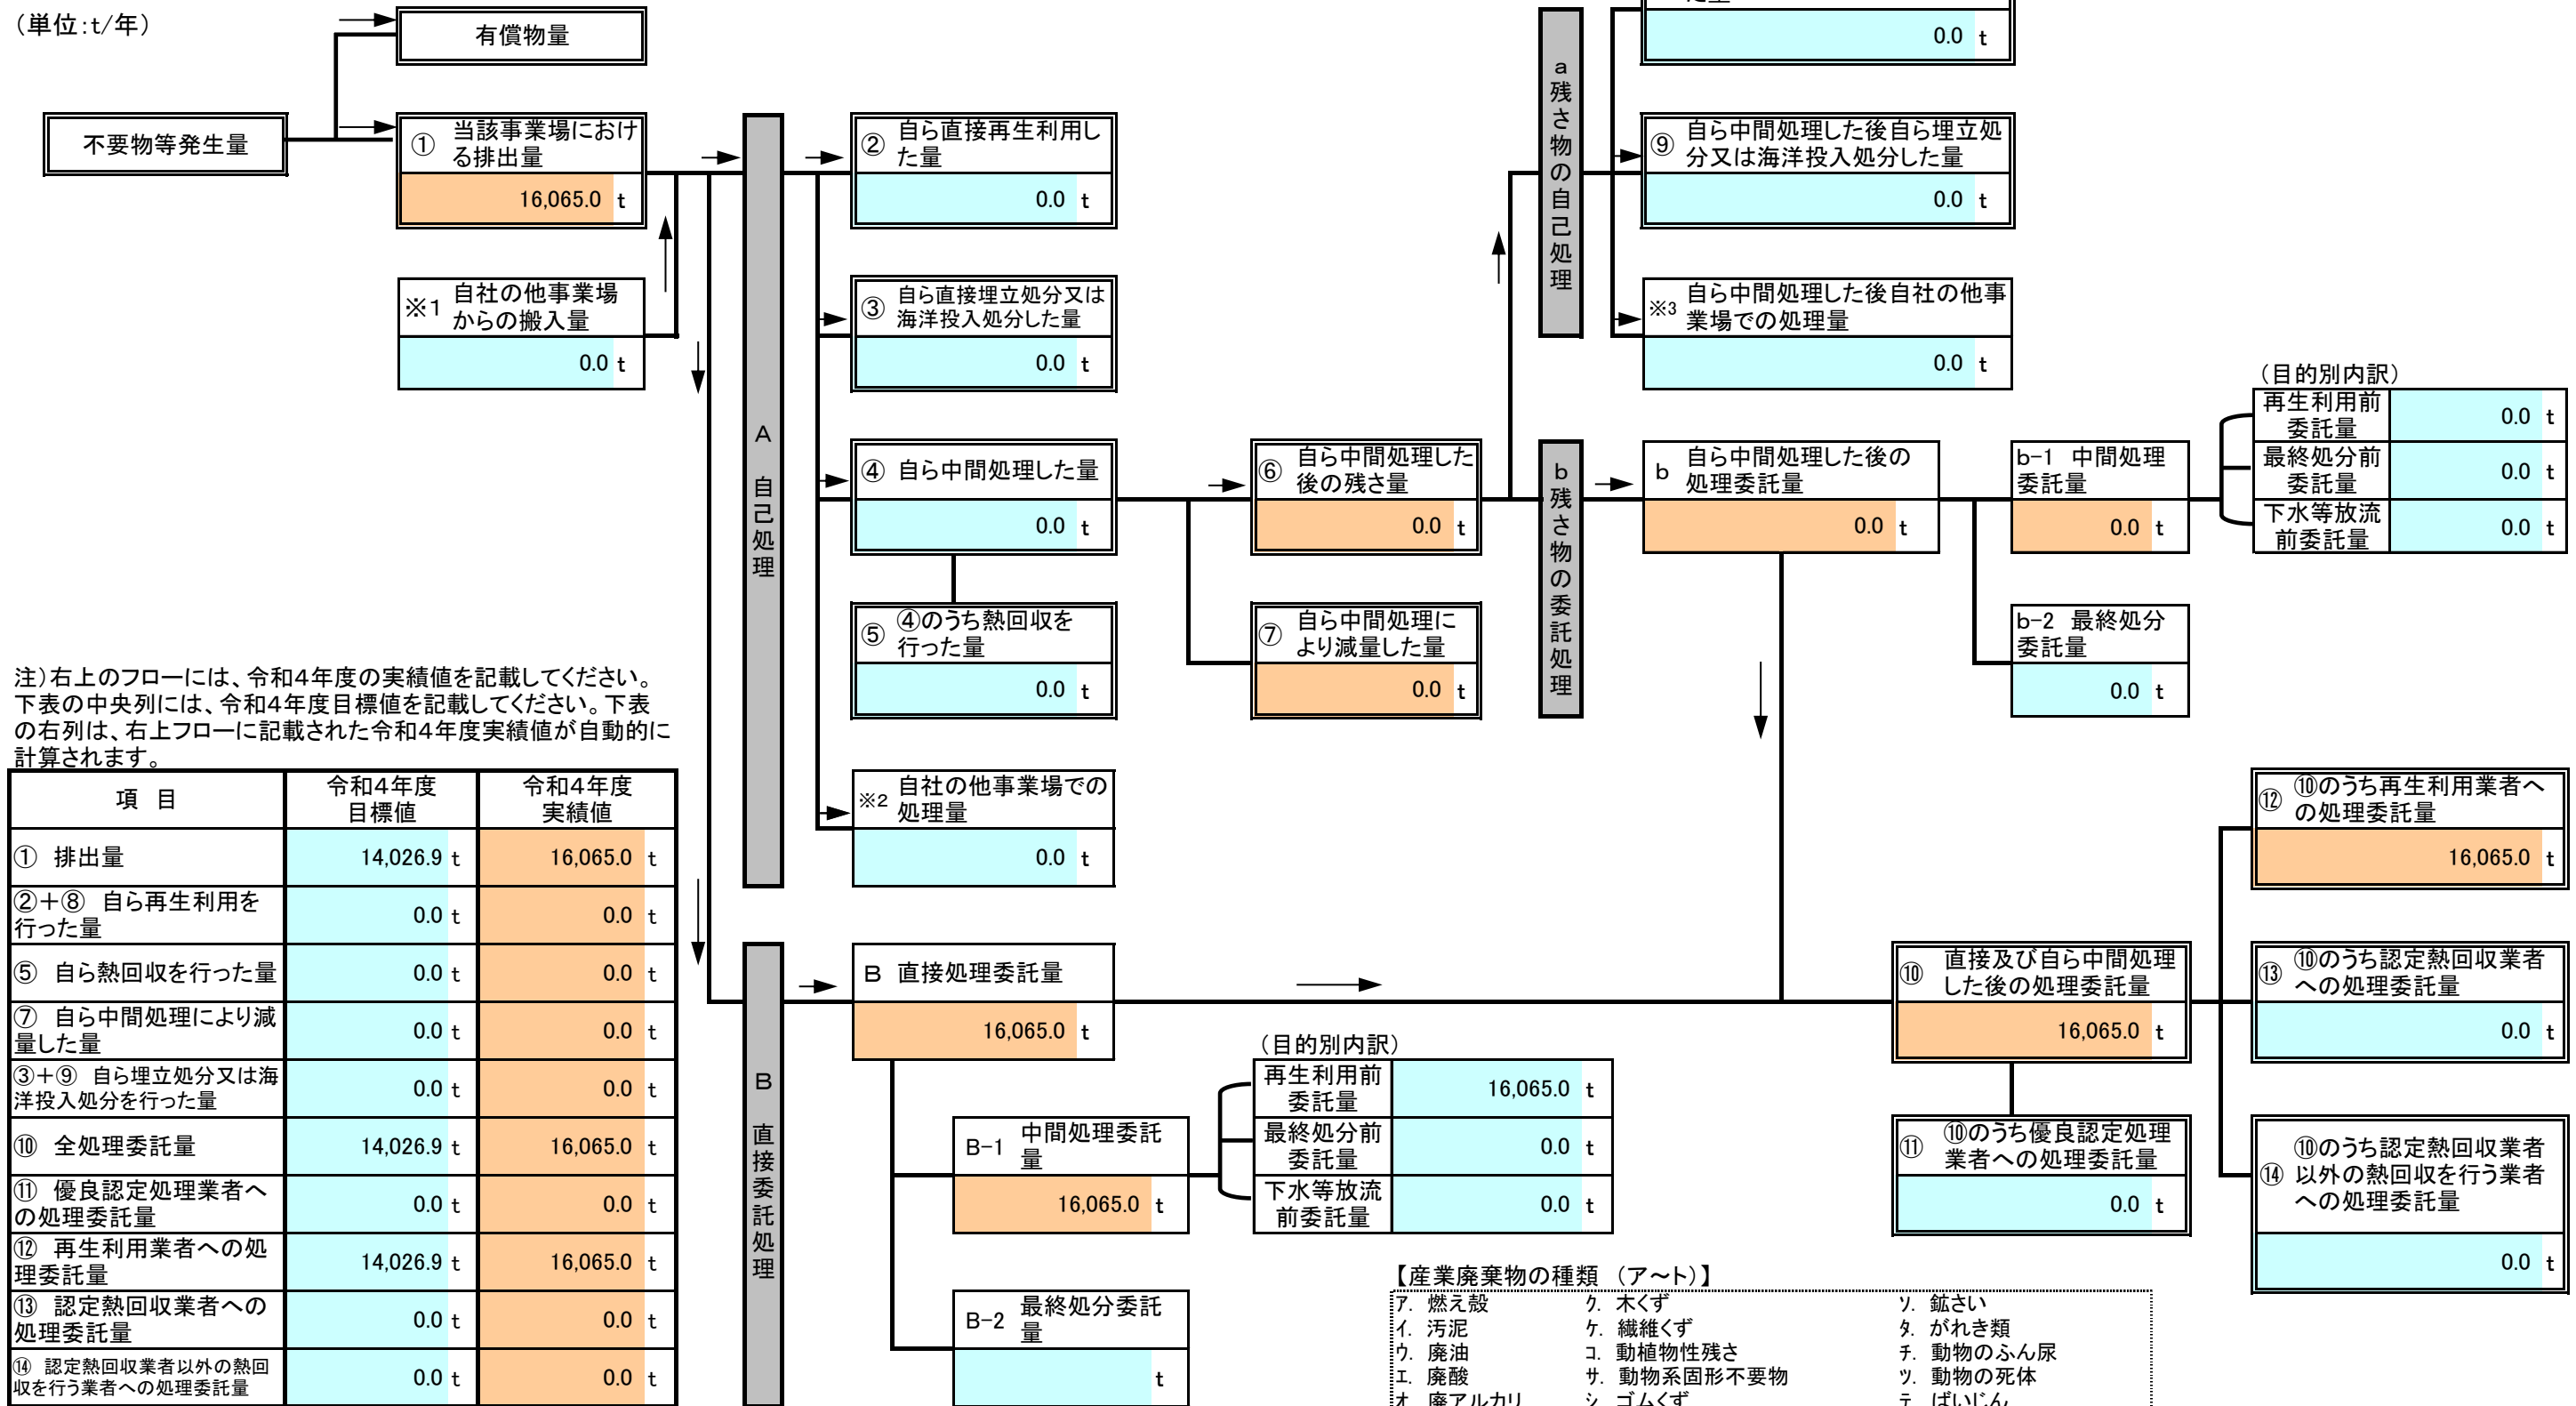 （単位:t/年）
有償物量
不要物等発生量
① 当該事業場におけ
る排出量
16,065.0 t
※1 自社の他事業場
からの搬入量
0.0 t
A 自己処理
② 自ら直接再生利用し
た量
0.0 t
③ 自ら直接埋立処分又は
海洋投入処分した量
0.0 t
④ 自ら中間処理した量
0.0 t
⑤ ④のうち熱回収を
行った量
0.0 t
※2 自社の他事業場での
処理量
0.0 t
⑥ 自ら中間処理した
後の残さ量
0.0 t
⑦ 自ら中間処理に
より減量した量
0.0 t
a 残さ物の自己処理
0.0 t
⑨ 自ら中間処理した後自ら埋立処
分又は海洋投入処分した量
0.0 t
※3 自ら中間処理した後自社の他事
業場での処理量
0.0 t
b 残さ物の委託処理
b 自ら中間処理した後の
処理委託量
0.0 t
b-1 中間処理
委託量
0.0 t
b-2 最終処分
委託量
0.0 t
（目的別内訳）
再生利用前
委託量
0.0 t
最終処分前
委託量
0.0 t
下水等放流
前委託量
0.0 t
注）右上のフローには、令和4年度の実績値を記載してください。
下表の中央列には、令和4年度目標値を記載してください。下表
の右列は、右上フローに記載された令和4年度実績値が自動的に
計算されます。
項 目
令和4年度
目標値
令和4年度
実績値
① 排出量
14,026.9 t
16,065.0 t
②＋⑧ 自ら再生利用を
行った量
0.0 t
0.0 t
⑤ 自ら熱回収を行った量
0.0 t
0.0 t
⑦ 自ら中間処理により減
量した量
0.0 t
0.0 t
③＋⑨ 自ら埋立処分又は海
洋投入処分を行った量
0.0 t
0.0 t
⑩ 全処理委託量
14,026.9 t
16,065.0 t
⑪ 優良認定処理業者へ
の処理委託量
0.0 t
0.0 t
⑫ 再生利用業者への処
理委託量
14,026.9 t
16,065.0 t
⑬ 認定熱回収業者への
処理委託量
0.0 t
0.0 t
⑭ 認定熱回収業者以外の熱回
収を行う業者への処理委託量
0.0 t
0.0 t
B 直接委託処理
B 直接処理委託量
16,065.0 t
B-1 中間処理委託
量
16,065.0 t
B-2 最終処分委託
量
t
（目的別内訳）
再生利用前
委託量
16,065.0 t
最終処分前
委託量
0.0 t
下水等放流
前委託量
0.0 t
⑩ 直接及び自ら中間処理
した後の処理委託量
16,065.0 t
⑪ ⑩のうち優良認定処理
業者への処理委託量
0.0 t
⑫ ⑩のうち再生利用業者へ
の処理委託量
16,065.0 t
⑬ ⑩のうち認定熱回収業者
への処理委託量
0.0 t
⑭ ⑩のうち認定熱回収業者
以外の熱回収を行う業者
への処理委託量
0.0 t
【産業廃棄物の種類 （ア～ト）】
ｱ. 燃え殻 ｸ. 木くず ｿ. 鉱さい
ｲ. 汚泥 ｹ. 繊維くず ﾀ. がれき類
ｳ. 廃油 ｺ. 動植物性残さ ﾁ. 動物のふん尿
ｴ. 廃酸 ｻ. 動物系固形不要物 ﾂ. 動物の死体
ｵ. 廃アルカリ ｼ. ゴムくず ﾃ. ばいじん